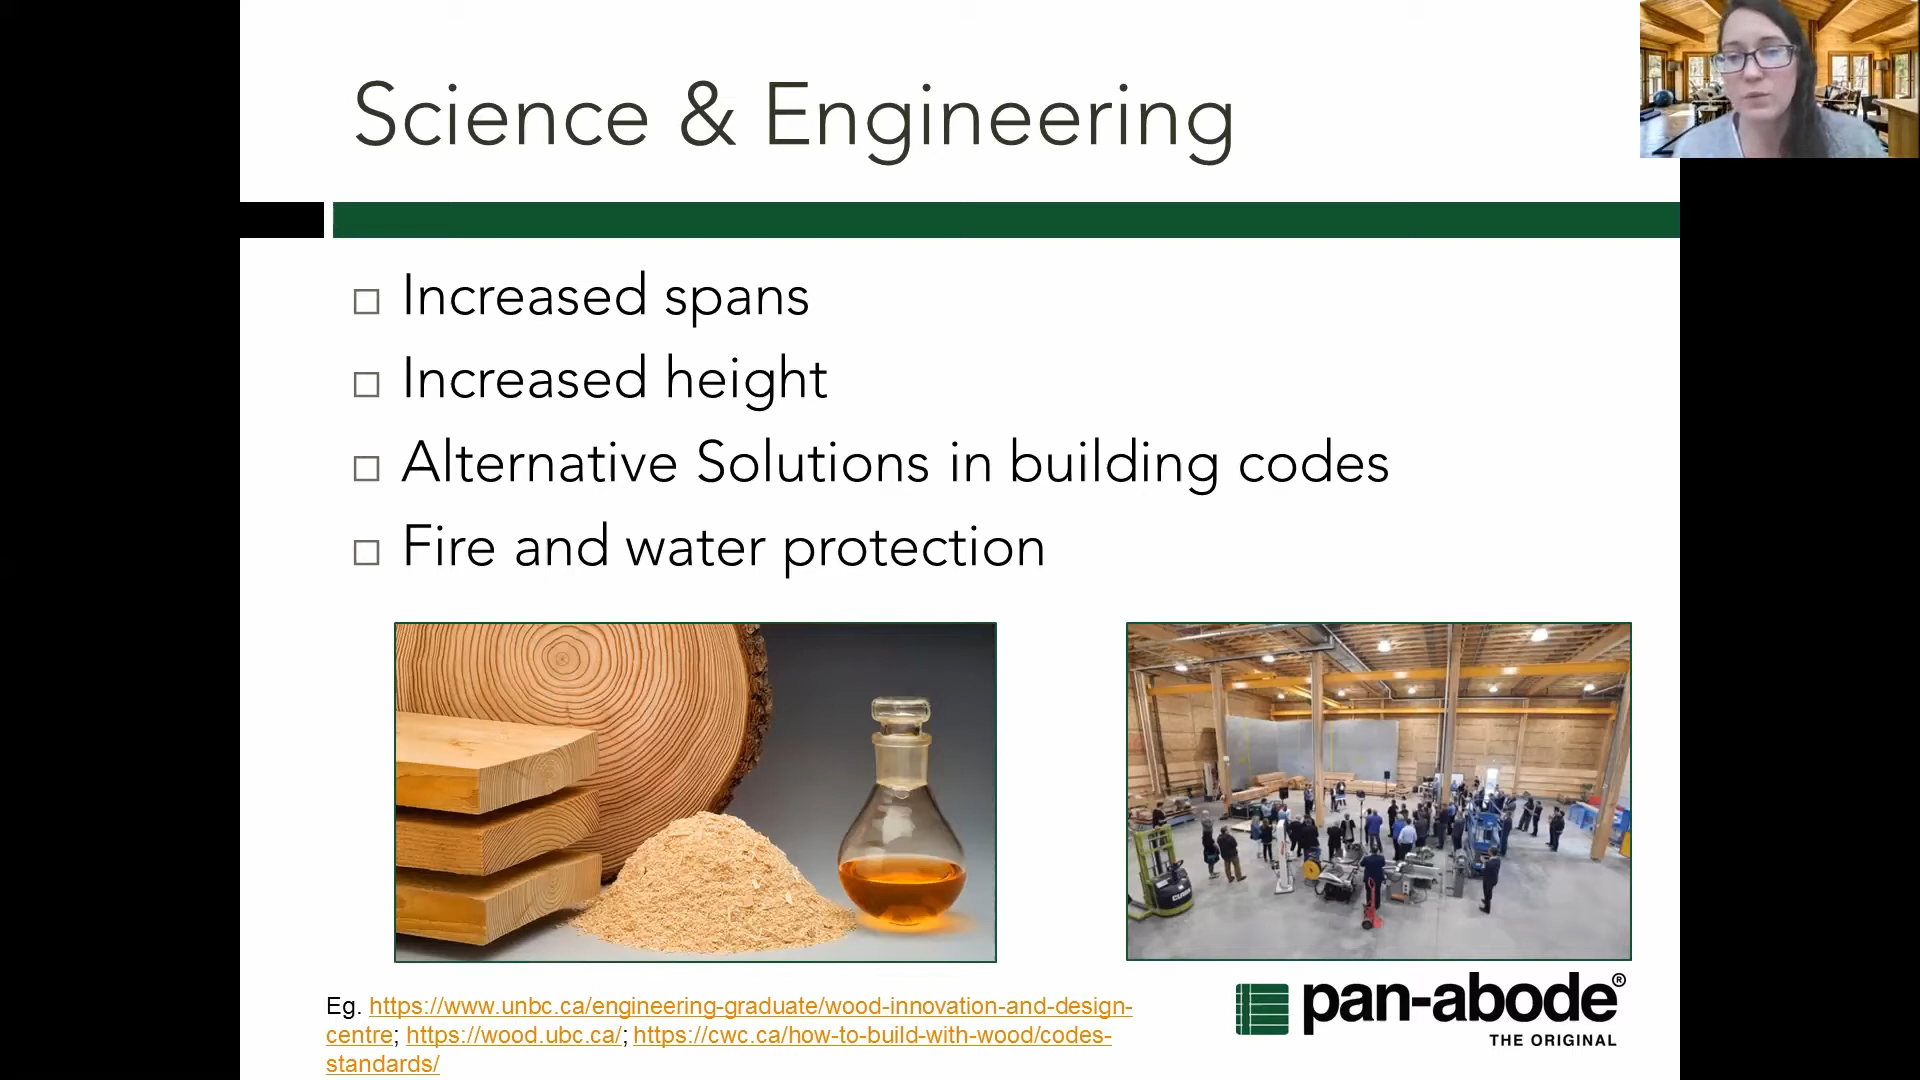 Science & Engineering
Increased spans
Increased height
Alternative Solutions in building codes
Fire and water protection
Eg. https://www.unbc.ca/engineering-graduate/wood-innovation-and-design-
centre; https://wood.ubc.ca/; https://cwc.ca/how-to-build-with-wood/codes-
standards/
pan-abode®
THE ORIGINAL